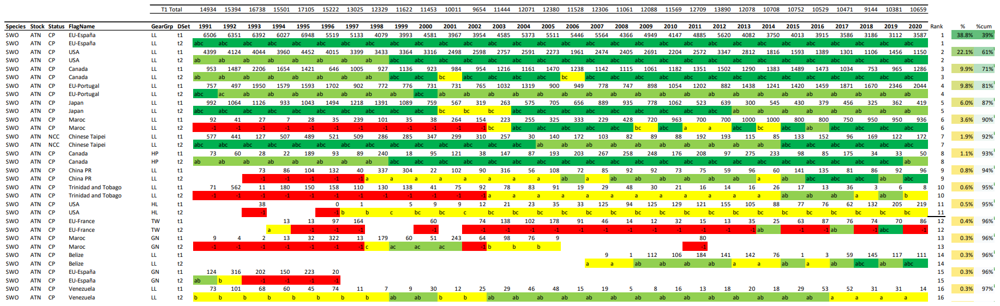 T1 Total 14934 15394 16738 15501 17105 15222 13025 12329 11622 11453 10011 9654 11444 12071 12380 11528 12306 11061 12088 11569 12709 13890 12078 10708 10752 10529 10471 9144 10381 10659
Species Stock Status FlagName GearGrp DSet 1991 1992 1993 1994 1995 1996 1997 1998 1999 2000 2001 2002 2003 2004 2005 2006 2007 2008 2009 2010 2011 2012 2013 2014 2015 2016 2017 2018 2019 2020 Rank % %cum
SWO ATN CP EU-España LL t1 6506 6351 6392 6027 6948 5519 5133 4079 3993 4581 3967 3954 4585 5373 5511 5446 5564 4366 4949 4147 4885 5620 4082 3750 4013 3915 3586 3186 3112 3587 1 38.8% 39%
SWO ATN CP EU-España LL t2 abc abc abc abc abc abc abc abc abc abc abc abc abc abc abc abc abc abc abc abc abc abc abc abc abc abc abc abc abc abc 1
SWO ATN CP USA LL t1 4399 4124 4044 3960 4452 4015 3399 3433 3364 3316 2498 2598 2757 2591 2273 1961 2474 2405 2691 2204 2572 3347 2812 1816 1593 1389 1301 1106 1456 1150 2 22.1% 61%
SWO ATN CP USA LL t2 ab ab ab ab ab ab ab ab abc abc abc abc abc abc abc abc abc abc abc abc abc abc abc abc abc abc abc abc abc abc 2
SWO ATN CP Canada LL t1 953 1487 2206 1654 1421 646 1005 927 1136 923 984 954 1216 1161 1470 1238 1142 1115 1061 1182 1351 1502 1290 1383 1489 1473 1034 753 965 1286 3 9.9% 71%
SWO ATN CP Canada LL t2 ab ab ab ab ab ab ab ab abc abc bc abc abc abc abc bc abc abc abc abc abc abc abc abc abc abc abc abc abc abc 3
SWO ATN CP EU-Portugal LL t1 757 497 1950 1579 1593 1702 902 772 776 731 731 765 1032 1319 900 949 778 747 898 1054 1202 882 1438 1241 1420 1459 1871 1670 2346 2044 4 9.8% 81%
SWO ATN CP EU-Portugal LL t2 abc ac ab ab ab ab ab ab ab abc ab ab ab ab ab ab ab ab ab ab ab ab ab ab ab ab ab ab ab ab 4
SWO ATN CP Japan LL t1 992 1064 1126 933 1043 1494 1218 1391 1089 759 567 319 263 575 705 656 889 935 778 1062 523 639 300 545 430 379 456 325 362 419 5 6.0% 87%
SWO ATN CP Japan LL t2 abc abc abc abc abc abc abc abc abc abc bc bc bc abc abc abc abc abc abc abc abc ab ab ab ab ab ab ab ab ab 5
SWO ATN CP Maroc LL t1 92 41 27 7 28 35 239 101 35 38 264 154 223 255 325 333 229 428 720 963 700 700 1000 1000 800 800 750 950 950 936 6 3.6% 90%
SWO ATN CP Maroc LL t2 -1 -1 -1 -1 -1 -1 -1 -1 -1 -1 -1 -1 bc abc abc abc abc abc bc abc a a abc bc abc ab abc abc abc abc 6
SWO ATN NCC Chinese Taipei LL t1 577 441 127 507 489 521 509 286 285 347 299 310 257 30 140 172 103 82 89 88 192 193 115 85 133 152 96 169 122 172 7 1.9% 92%
SWO ATN NCC Chinese Taipei LL t2 abc abc abc abc abc abc abc abc abc abc abc abc abc abc ab ab ab ab ab ab ab ab ab ab abc abc abc abc abc abc 7
SWO ATN CP Canada HP t1 73 60 28 22 189 93 89 240 18 95 121 38 147 87 193 203 267 258 248 176 208 97 275 233 98 85 175 34 33 50 8 1.1% 93%
SWO ATN CP Canada HP t2 ab ab ab ab ab ab ab ab abc abc abc abc abc abc abc abc abc abc abc abc abc abc abc abc abc abc abc abc abc ab 8
SWO ATN CP China PR LL t1 73 86 104 132 40 337 304 22 102 90 316 56 108 72 85 92 92 73 75 59 96 60 141 135 81 86 92 96 9 0.8% 94%
SWO ATN CP China PR LL t2 -1 -1 -1 -1 -1 a a a a a a a a ab a ab ab ab ab ab ab a ab abc abc abc ab abc 9
SWO ATN CP Trinidad and Tobago LL t1 71 562 11 180 150 158 110 130 138 41 75 92 78 83 91 19 29 48 30 21 16 14 16 26 17 13 36 3 6 8 10 0.6% 95%
SWO ATN CP Trinidad and Tobago LL t2 -1 -1 -1 -1 -1 -1 -1 -1 -1 -1 -1 -1 a a a a a a a a a a a a ab ab ab a ab b 10
SWO ATN CP USA HL t1 38 0 1 5 9 9 12 21 23 35 33 125 94 125 129 121 155 105 88 77 76 62 132 205 219 11 0.5% 95%
SWO ATN CP USA HL t2 -1 -1 b b c bc bc c bc bc bc bc bc bc bc bc bc bc bc bc bc bc bc bc bc bc 11
SWO ATN CP EU-France TW t1 13 13 97 164 60 74 138 102 178 91 46 14 12 32 15 13 35 25 63 87 76 74 70 86 12 0.4% 96%
SWO ATN CP EU-France TW t2 a -1 -1 -1 -1 -1 -1 -1 -1 -1 -1 -1 -1 -1 -1 -1 -1 ab -1 ab -1 abc -1 12
SWO ATN CP Maroc GN t1 9 4 2 13 32 322 13 179 60 51 243 64 98 76 9 80 13 0.3% 96%
SWO ATN CP Maroc GN t2 -1 -1 -1 -1 -1 -1 -1 c ac ac ac -1 b b b -1 13
SWO ATN CP Belize LL t1 9 1 112 106 184 141 142 76 1 3 59 145 117 111 14 0.3% 96%
SWO ATN CP Belize LL t2 a a ab ab ab ab a a ab a ab abc ab abc 14
SWO ATN CP EU-España GN t1 124 316 202 150 223 20 15 0.3% 96%
SWO ATN CP EU-España GN t2 ab b -1 -1 -1 -1 15
SWO ATN CP Venezuela LL t1 73 101 68 60 45 74 11 7 9 30 12 25 29 46 48 15 19 5 8 16 13 18 20 18 29 53 52 31 31 14 16 0.3% 97%
SWO ATN CP Venezuela LL t2 b b b b b b b b ab ab b b ab ab ab ab ab ab ab ab ab ab ab ab ab ab a a a a 16